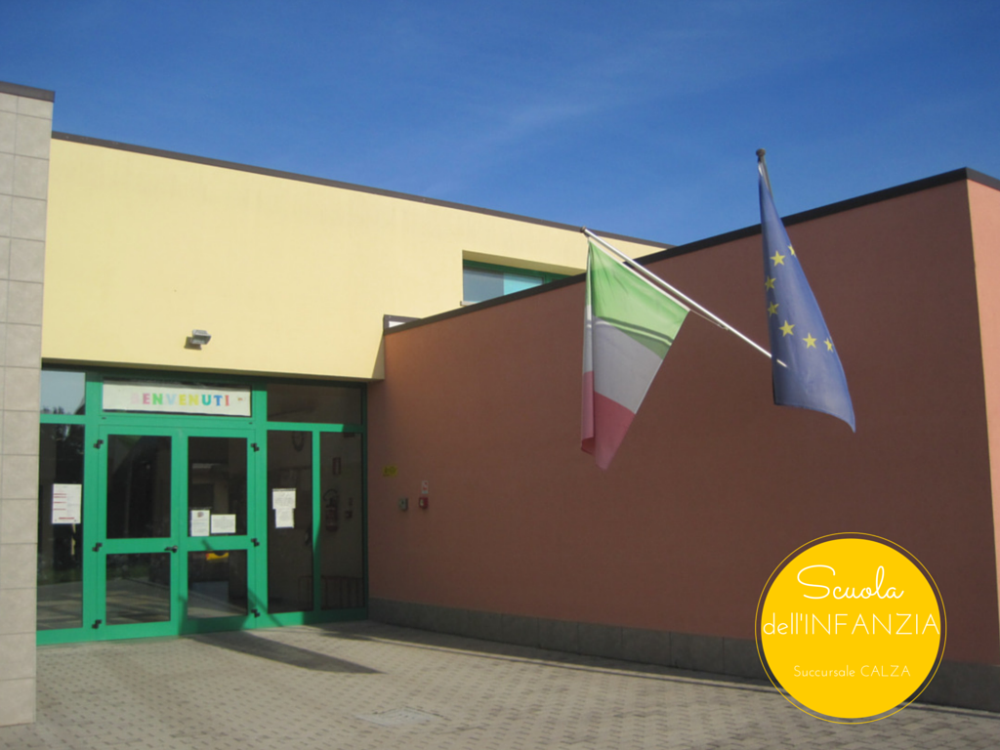 BENVENUTI
Scuola
dell'INFANZIA
Succursale CALZA